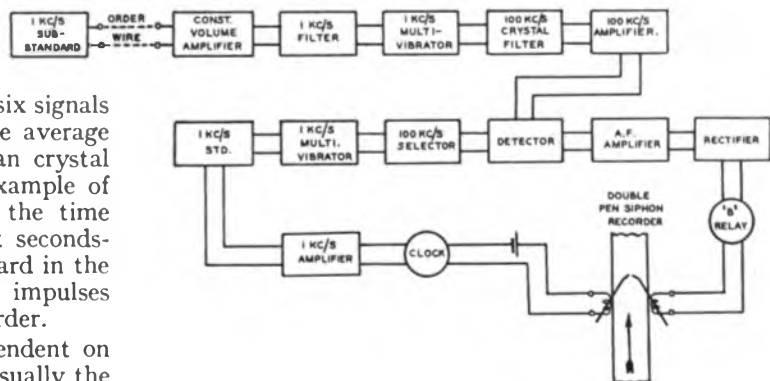 1 KC/S SUB-STANDARD
ORDER WIRE
CONST. VOLUME AMPLIFIER
1 KC/S FILTER
1 KC/S MULTI-VIBRATOR
100 KC/S CRYSTAL FILTER
100 KC/S AMPLIFIER.
six signals
e average
an crystal
xample of
the time
seconds-
ard in the
impulses
rder.
endent on
sually the
1 KC/S STD.
1 KC/S MULTI. VIBRATOR
100 KC/S SELECTOR
DETECTOR
A.F. AMPLIFIER
RECTIFIER
DOUBLE PEN SIPHON RECORDER
'B' RELAY
1 KC/S AMPLIFIER
CLOCK